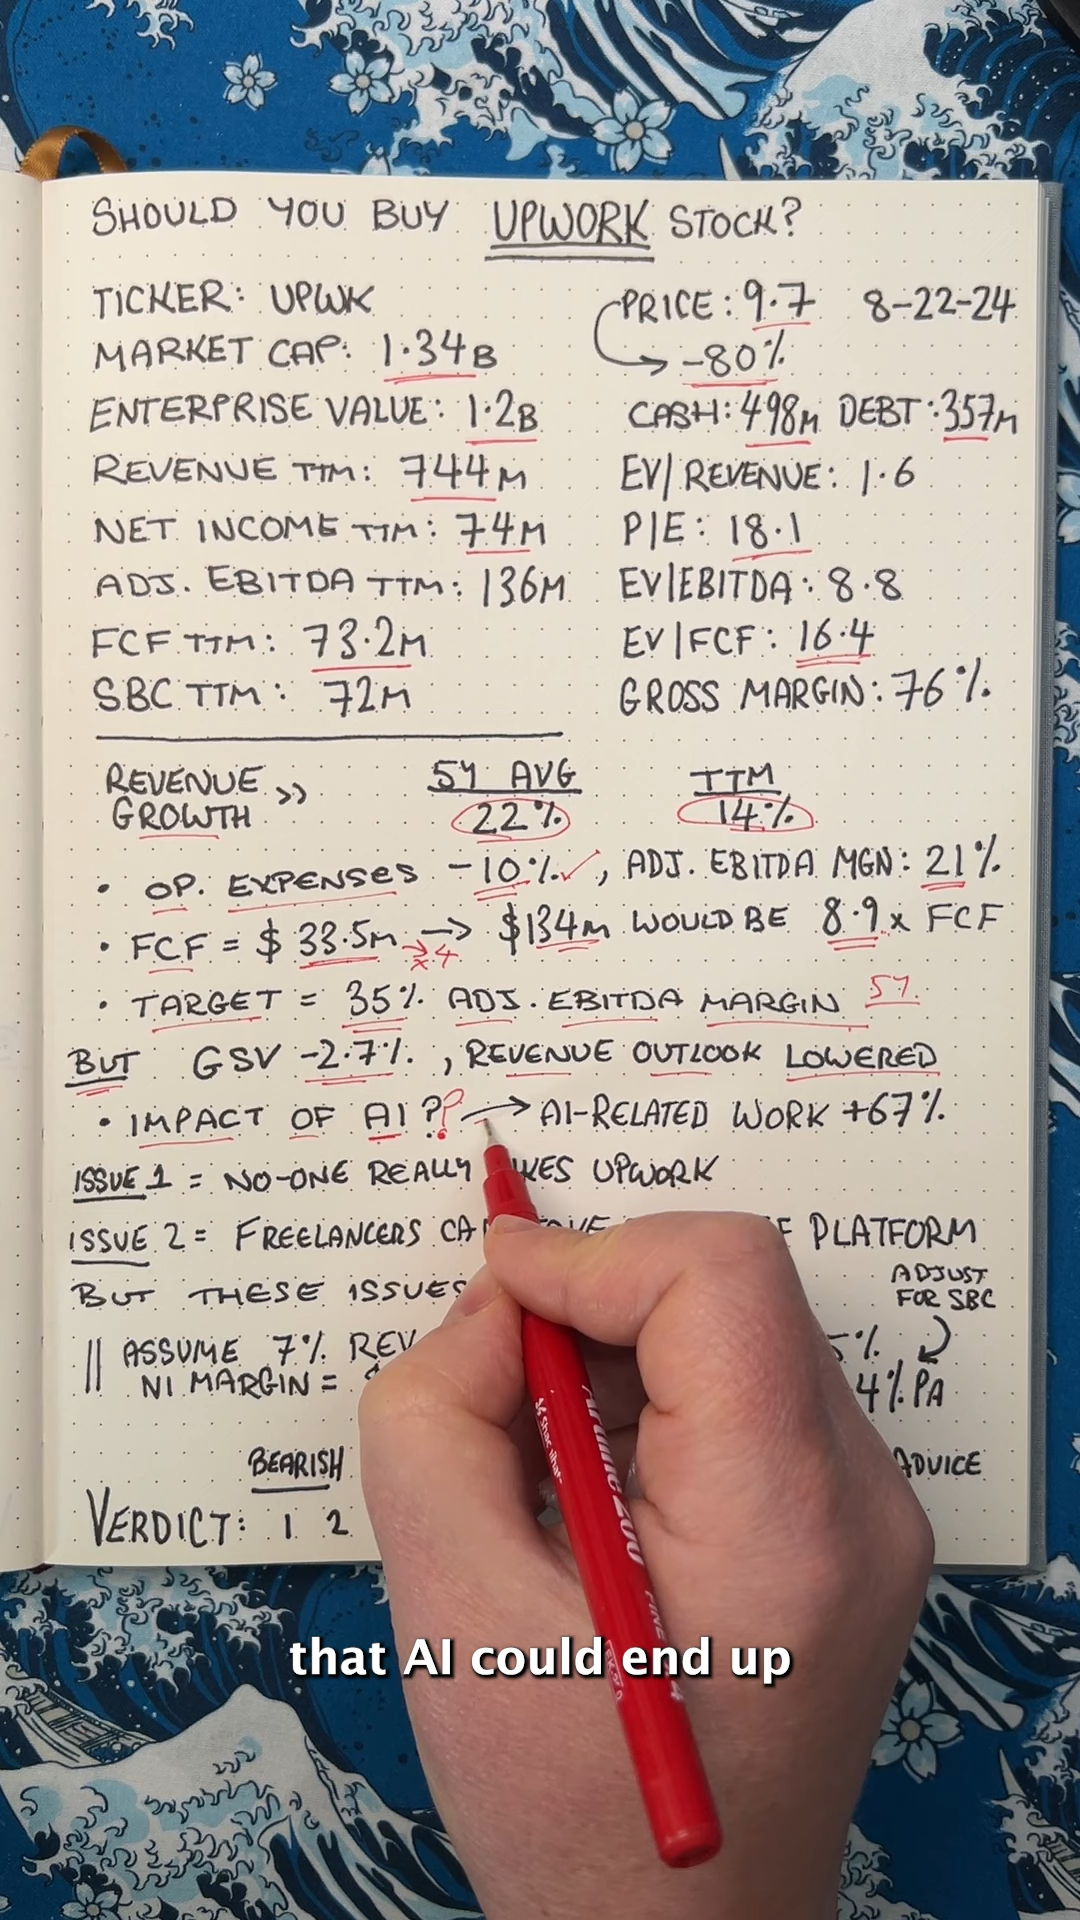 SHOULD YOU BUY UPWORK STOCK?
TICKER: UPWK
PRICE: 9.7 8-22-24
MARKET CAP: 1.34B
→ -80%
ENTERPRISE VALUE: 1.2B
CASH: 498M DEBT: 357M
REVENUE TTM: 744M
EV/REVENUE: 1.6
NET INCOME TTM: 74M
P/E: 18.1
ADJ. EBITDA TTM: 136M
EV/EBITDA: 8.8
FCF TTM: 73.2M
EV/FCF: 16.4
SBC TTM: 72M
GROSS MARGIN: 76%
REVENUE GROWTH >>
5Y AVG
22%
TTM
14%
• OP. EXPENSES -10% ✓, ADJ. EBITDA MGN: 21%
• FCF = $33.5M → $134M WOULD BE 8.9x FCF
x4
• TARGET = 35% ADJ. EBITDA MARGIN 5Y
BUT GSV -2.7%, REVENUE OUTLOOK LOWERED
• IMPACT OF AI?? → AI-RELATED WORK +67%
ISSUE 1 = NO-ONE REALLY UPWORK
ISSUE 2 = FREELANCERS PLATFORM
BUT THESE ISSUES
ADJUST
FOR SBC
|| ASSUME 7% REV 5%
NI MARGIN = 4% PA
BEARISH
ADVICE
VERDICT: 1 2
that AI could end up
Artline 200